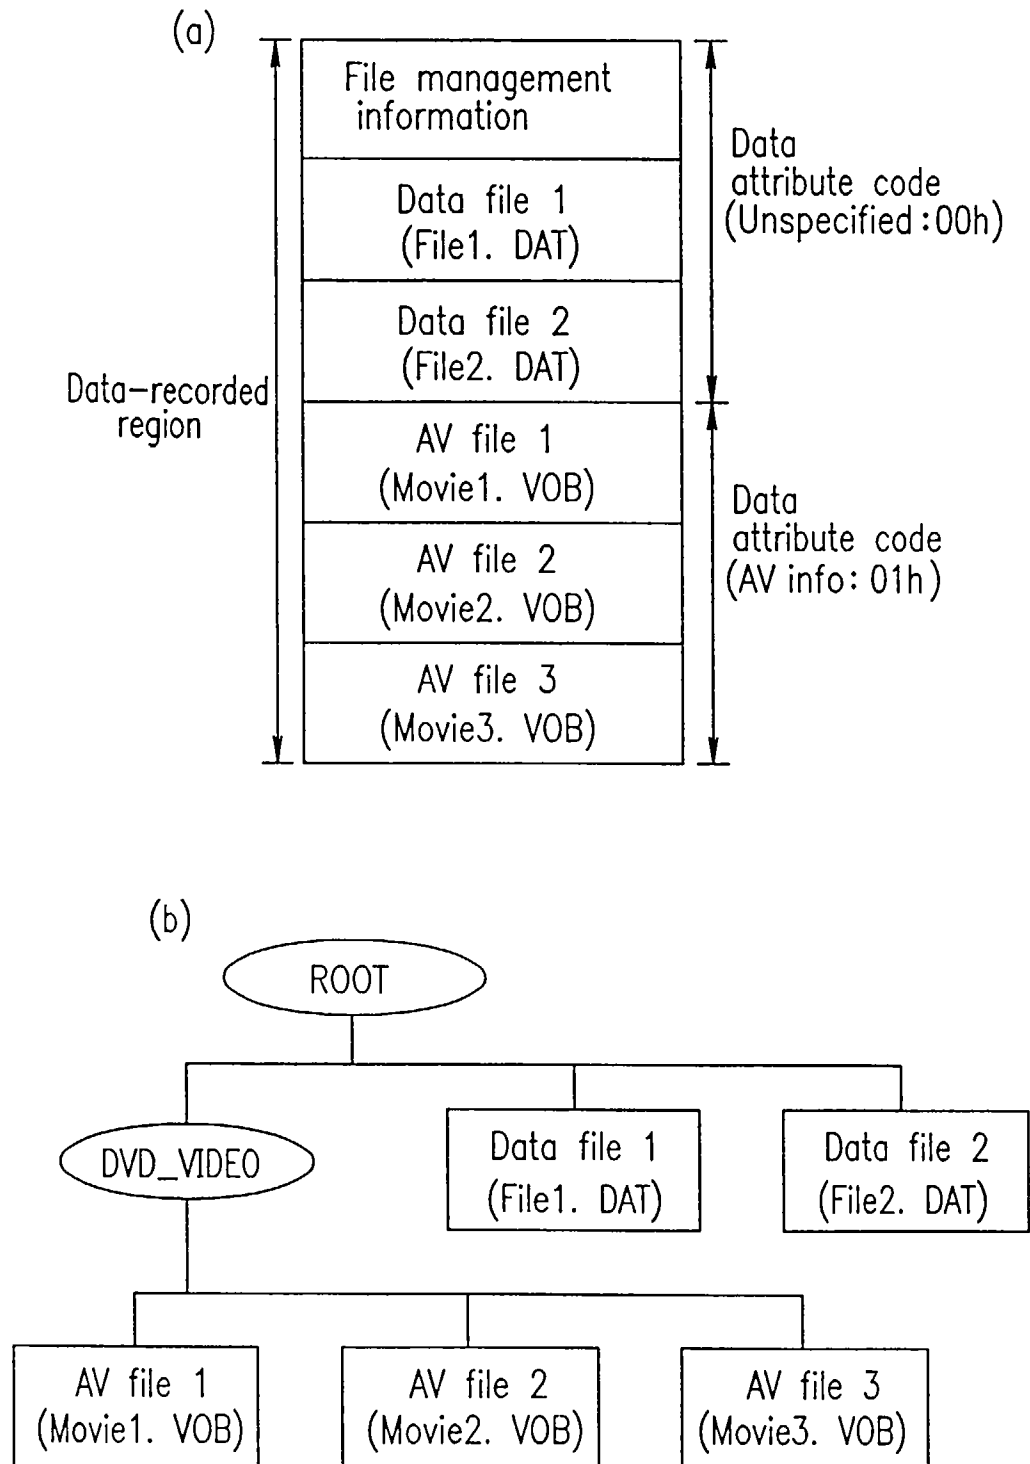 (a)
File management
information
Data file 1
(File1. DAT)
Data file 2
(File2. DAT)
AV file 1
(Movie1. VOB)
AV file 2
(Movie2. VOB)
AV file 3
(Movie3. VOB)
Data-recorded
region
Data
attribute code
(Unspecified:00h)
Data
attribute code
(AV info:01h)
(b)
ROOT
DVD_VIDEO
Data file 1
(File1. DAT)
Data file 2
(File2. DAT)
AV file 1
(Movie1. VOB)
AV file 2
(Movie2. VOB)
AV file 3
(Movie3. VOB)